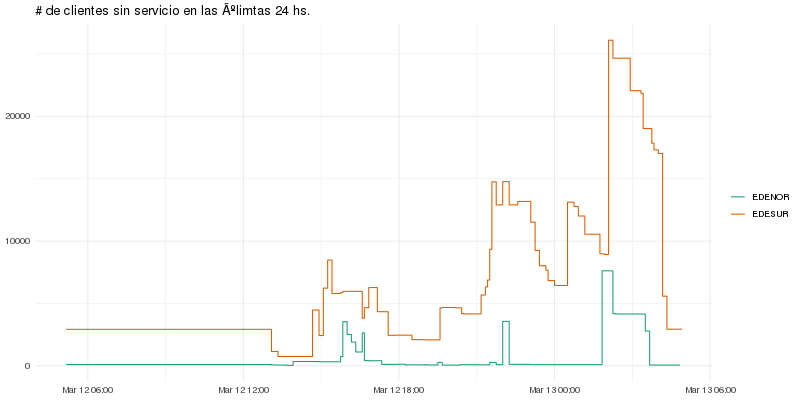 # de clientes sin servicio en las Ãºlimtas 24 hs.
20000
10000
0
Mar 12 06:00
Mar 12 12:00
Mar 12 18:00
Mar 13 00:00
Mar 13 06:00
EDENOR
EDESUR